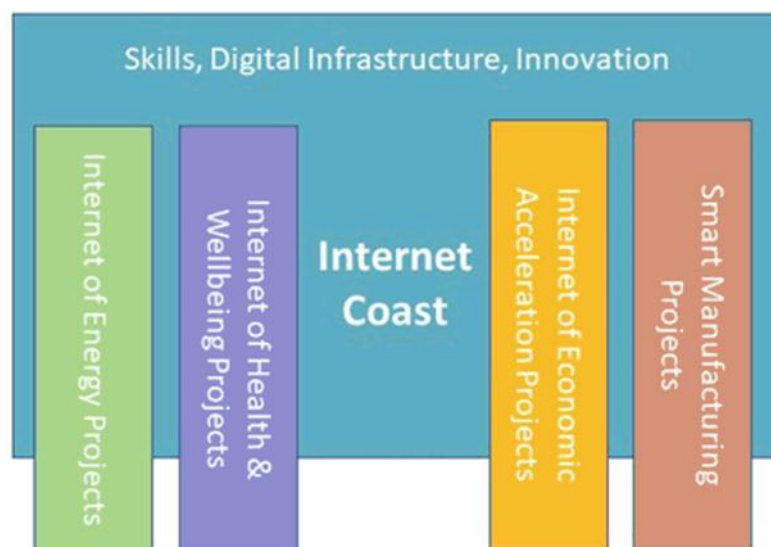 Skills, Digital Infrastructure, Innovation
Internet of Energy Projects
Internet of Health &
Wellbeing Projects
Internet
Coast
Internet of Economic
Acceleration Projects
Smart Manufacturing
Projects